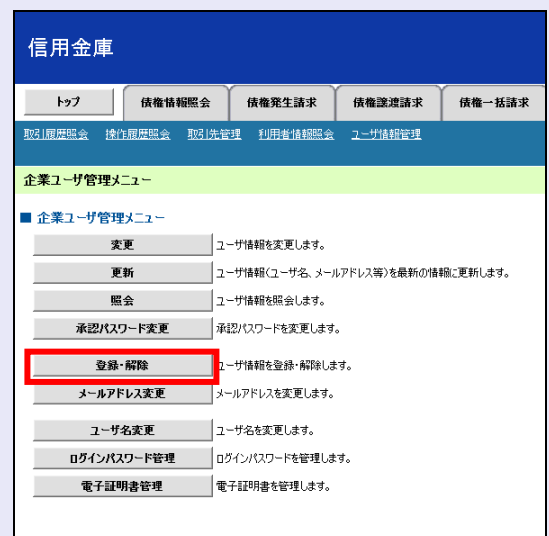 信用金庫
トップ 債権情報照会 債権発生請求 債権譲渡請求 債権一括請求
取引履歴照会 操作履歴照会 取引先管理 利用者情報照会 ユーザ情報管理
企業ユーザ管理メニュー
■ 企業ユーザ管理メニュー
変更 ユーザ情報を変更します。
更新 ユーザ情報(ユーザ名、メールアドレス等)を最新の情報に更新します。
照会 ユーザ情報を照会します。
承認パスワード変更 承認パスワードを変更します。
登録・解除 ユーザ情報を登録・解除します。
メールアドレス変更 メールアドレスを変更します。
ユーザ名変更 ユーザ名を変更します。
ログインパスワード管理 ログインパスワードを管理します。
電子証明書管理 電子証明書を管理します。